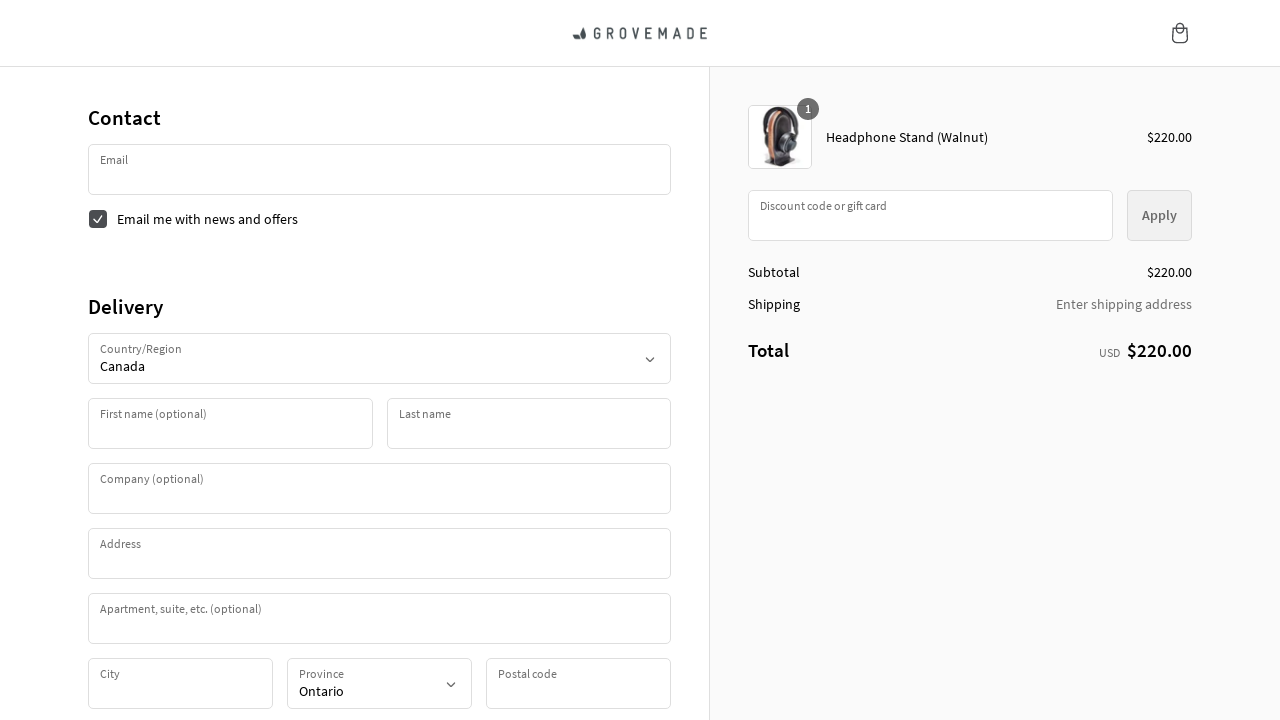 GROVEMADE
Contact
Email
Email me with news and offers
Delivery
Country/Region
Canada
First name (optional)
Last name
Company (optional)
Address
Apartment, suite, etc. (optional)
City
Province
Ontario
Postal code
1
Headphone Stand (Walnut)
$220.00
Discount code or gift card
Apply
Subtotal
$220.00
Shipping
Enter shipping address
Total
USD $220.00